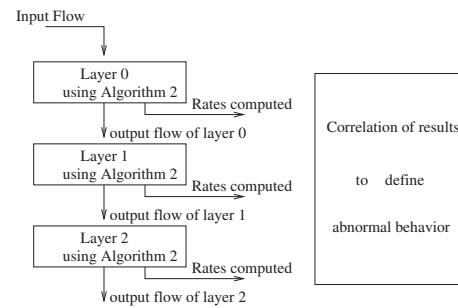 Input Flow
Layer 0
using Algorithm 2
Rates computed
output flow of layer 0
Layer 1
using Algorithm 2
Rates computed
output flow of layer 1
Layer 2
using Algorithm 2
Rates computed
output flow of layer 2
Correlation of results
to define
abnormal behavior